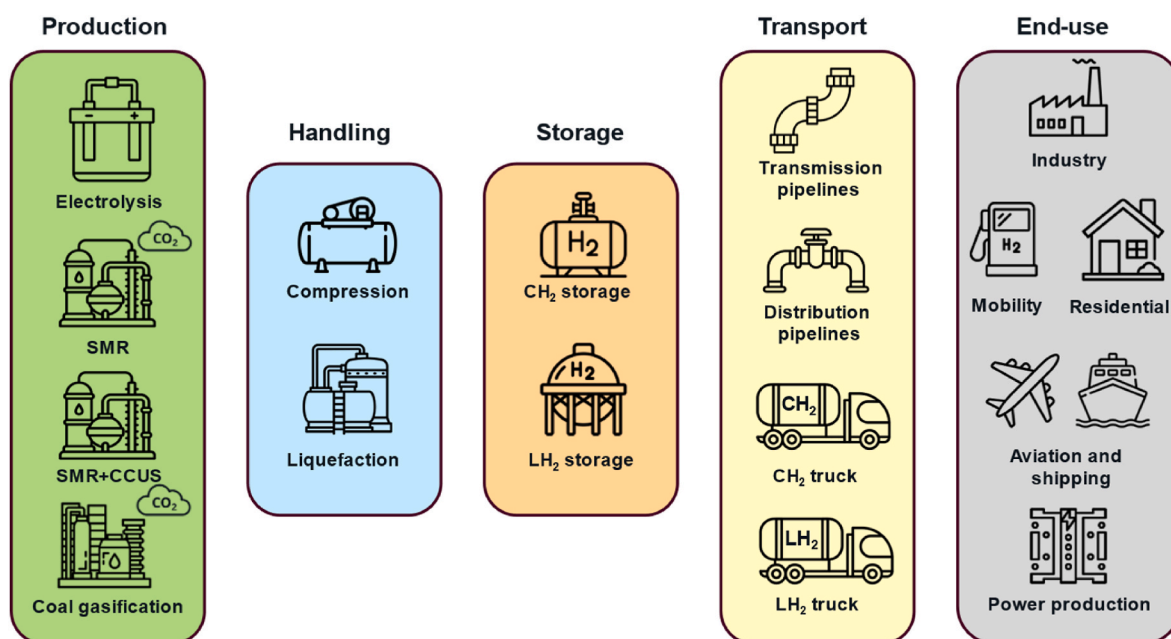 Production
Electrolysis
CO₂
SMR
SMR+CCUS
CO₂
Coal gasification
Handling
Compression
Liquefaction
Storage
H₂
CH₂ storage
H₂
LH₂ storage
Transport
Transmission
pipelines
Distribution
pipelines
CH₂
CH₂ truck
LH₂
LH₂ truck
End-use
Industry
H₂
Mobility
Residential
Aviation and
shipping
Power production